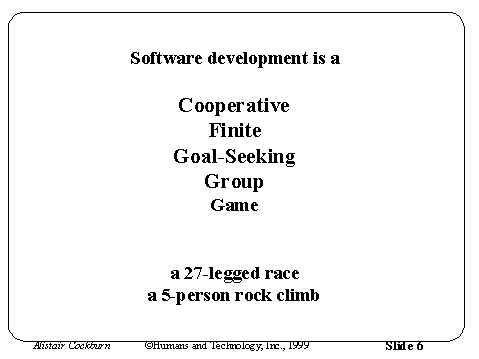 Software development is a
Cooperative
Finite
Goal-Seeking
Group
Game
a 27-legged race
a 5-person rock climb
Alistair Cockburn ©Humans and Technology, Inc., 1999 Slide 6